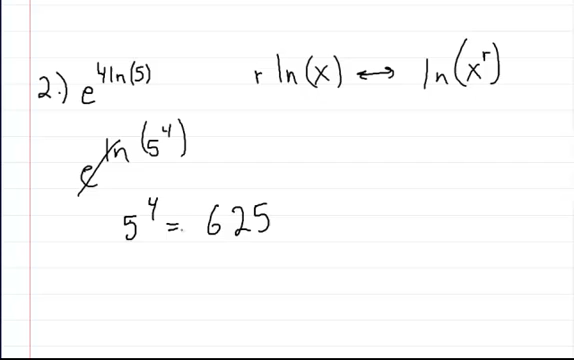 2.) e^{4ln(5)} r ln(x) ↔ ln(x^r)
e^{ln(5^4)}
5^4 = 625